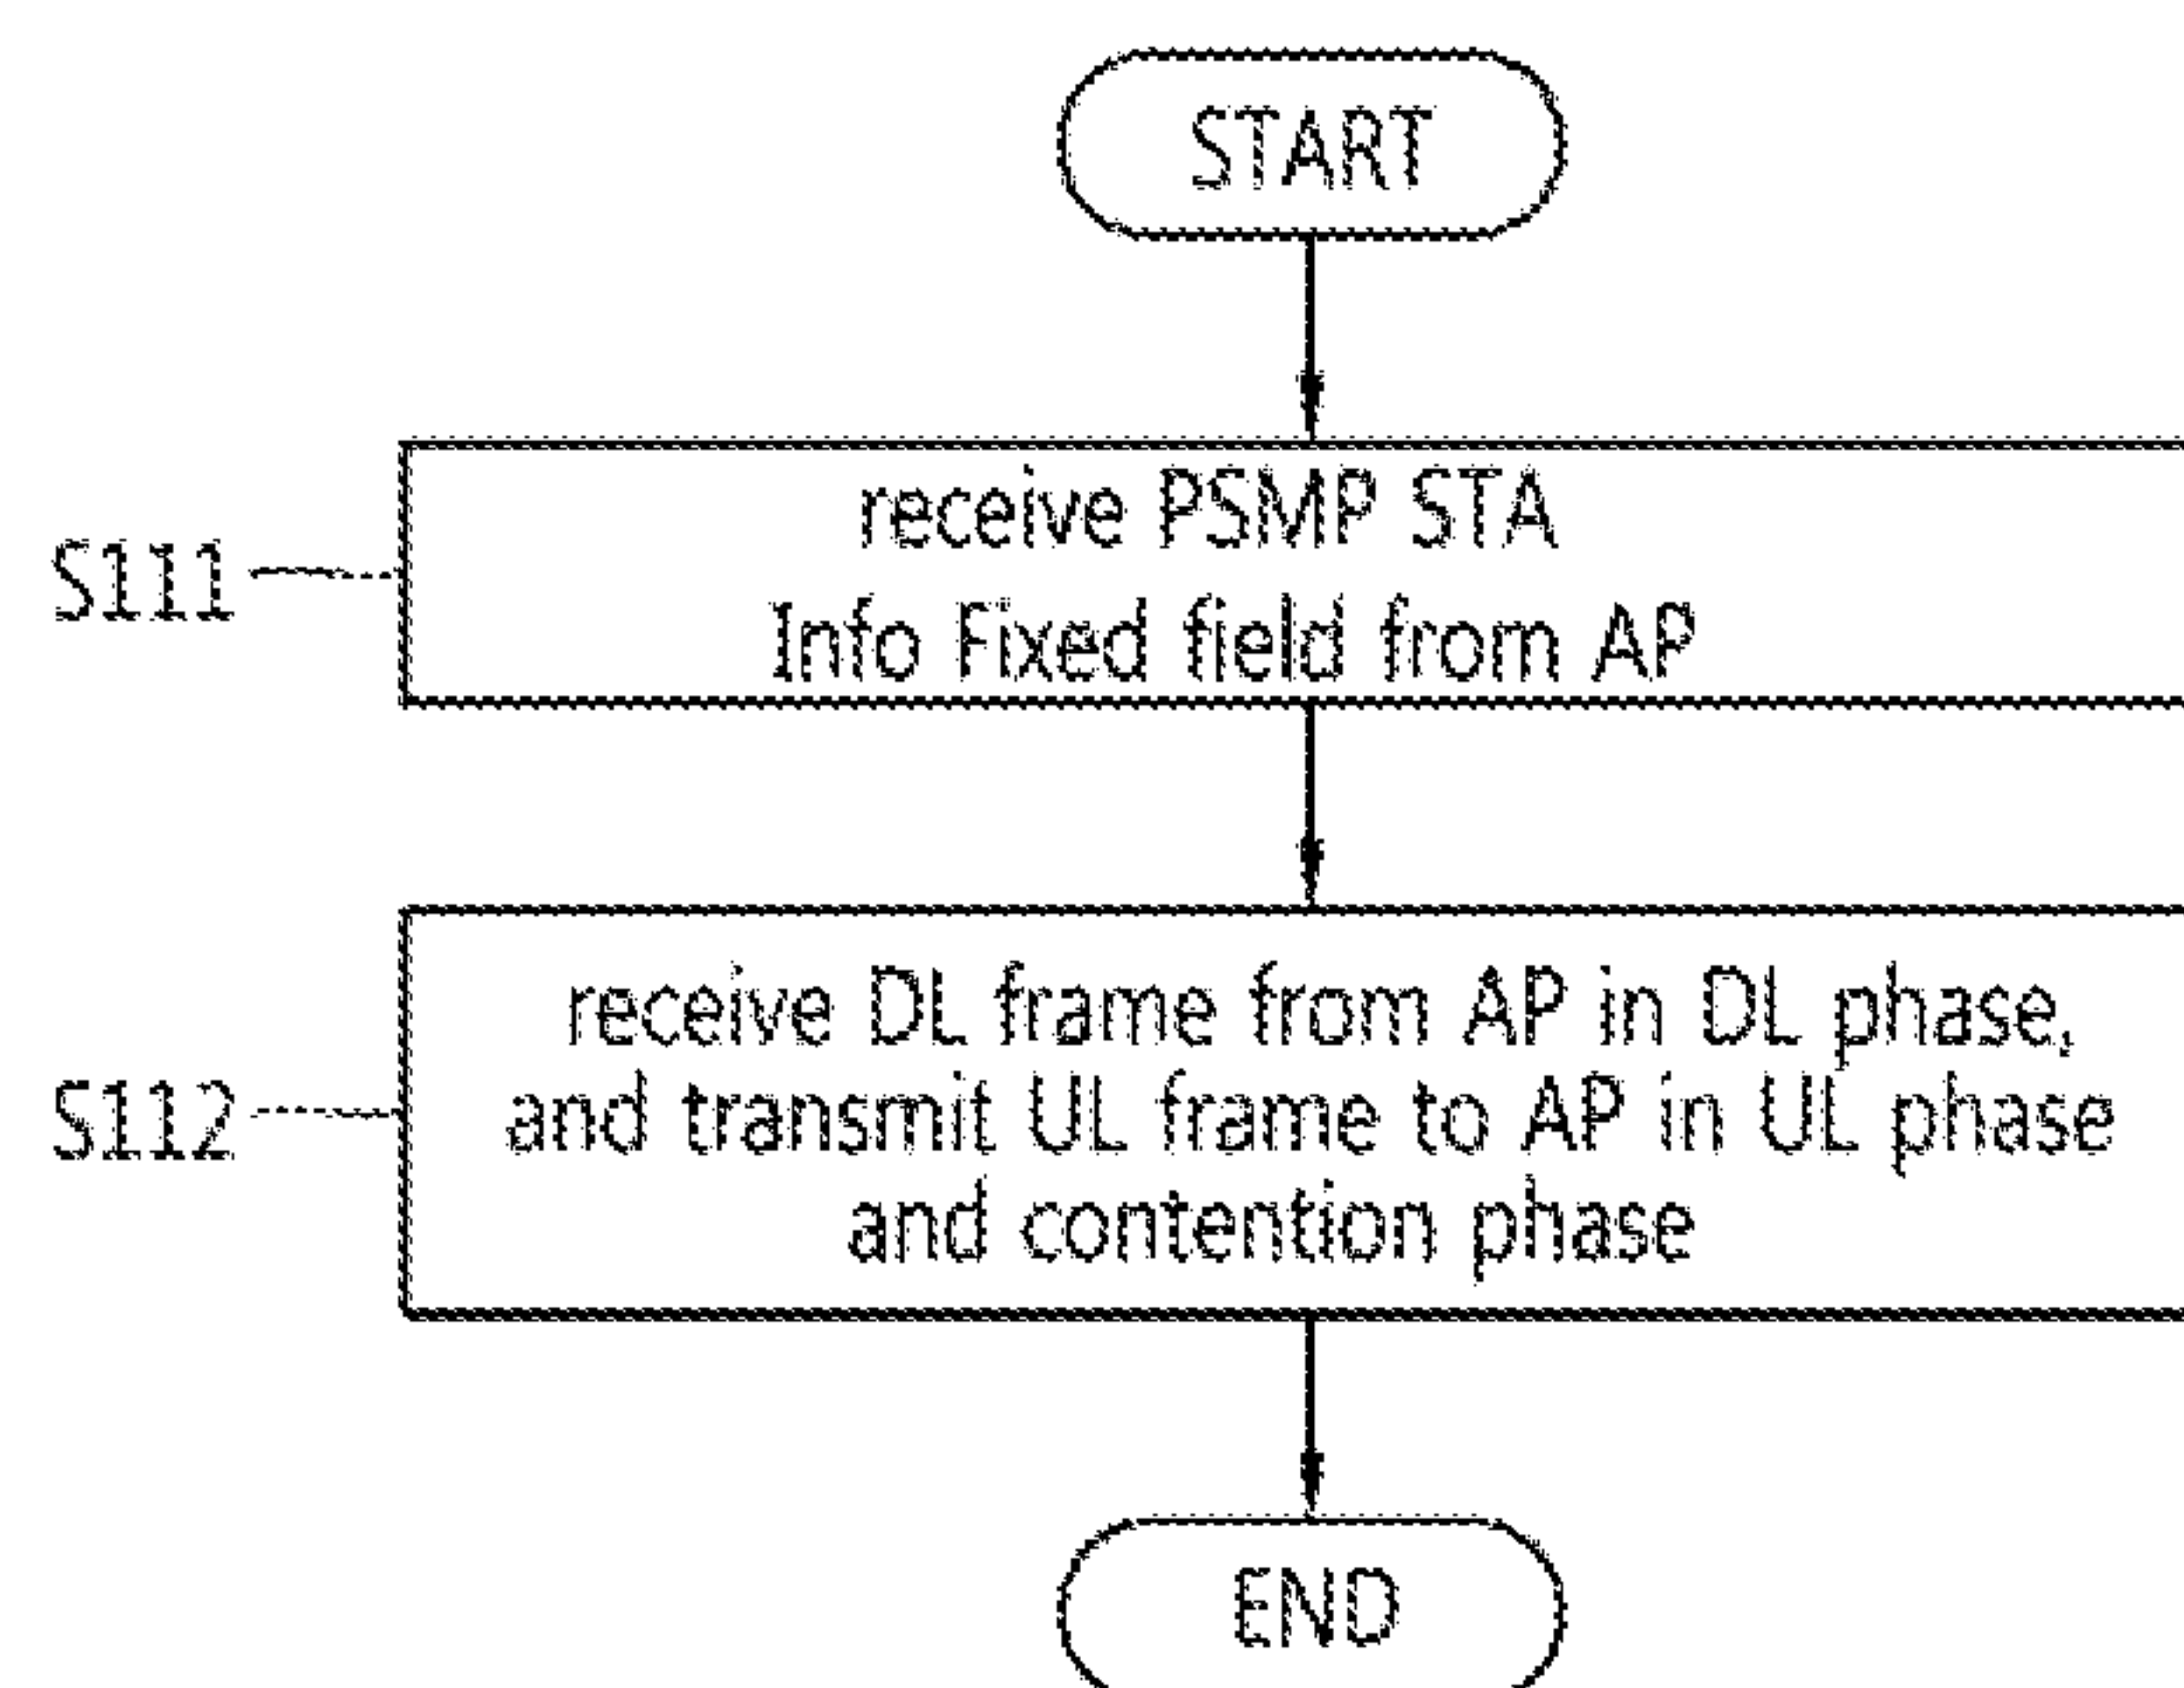 START
S111
receive PSMP STA
Info Fixed field from AP
S112
receive DL frame from AP in DL phase,
and transmit UL frame to AP in UL phase
and contention phase
END